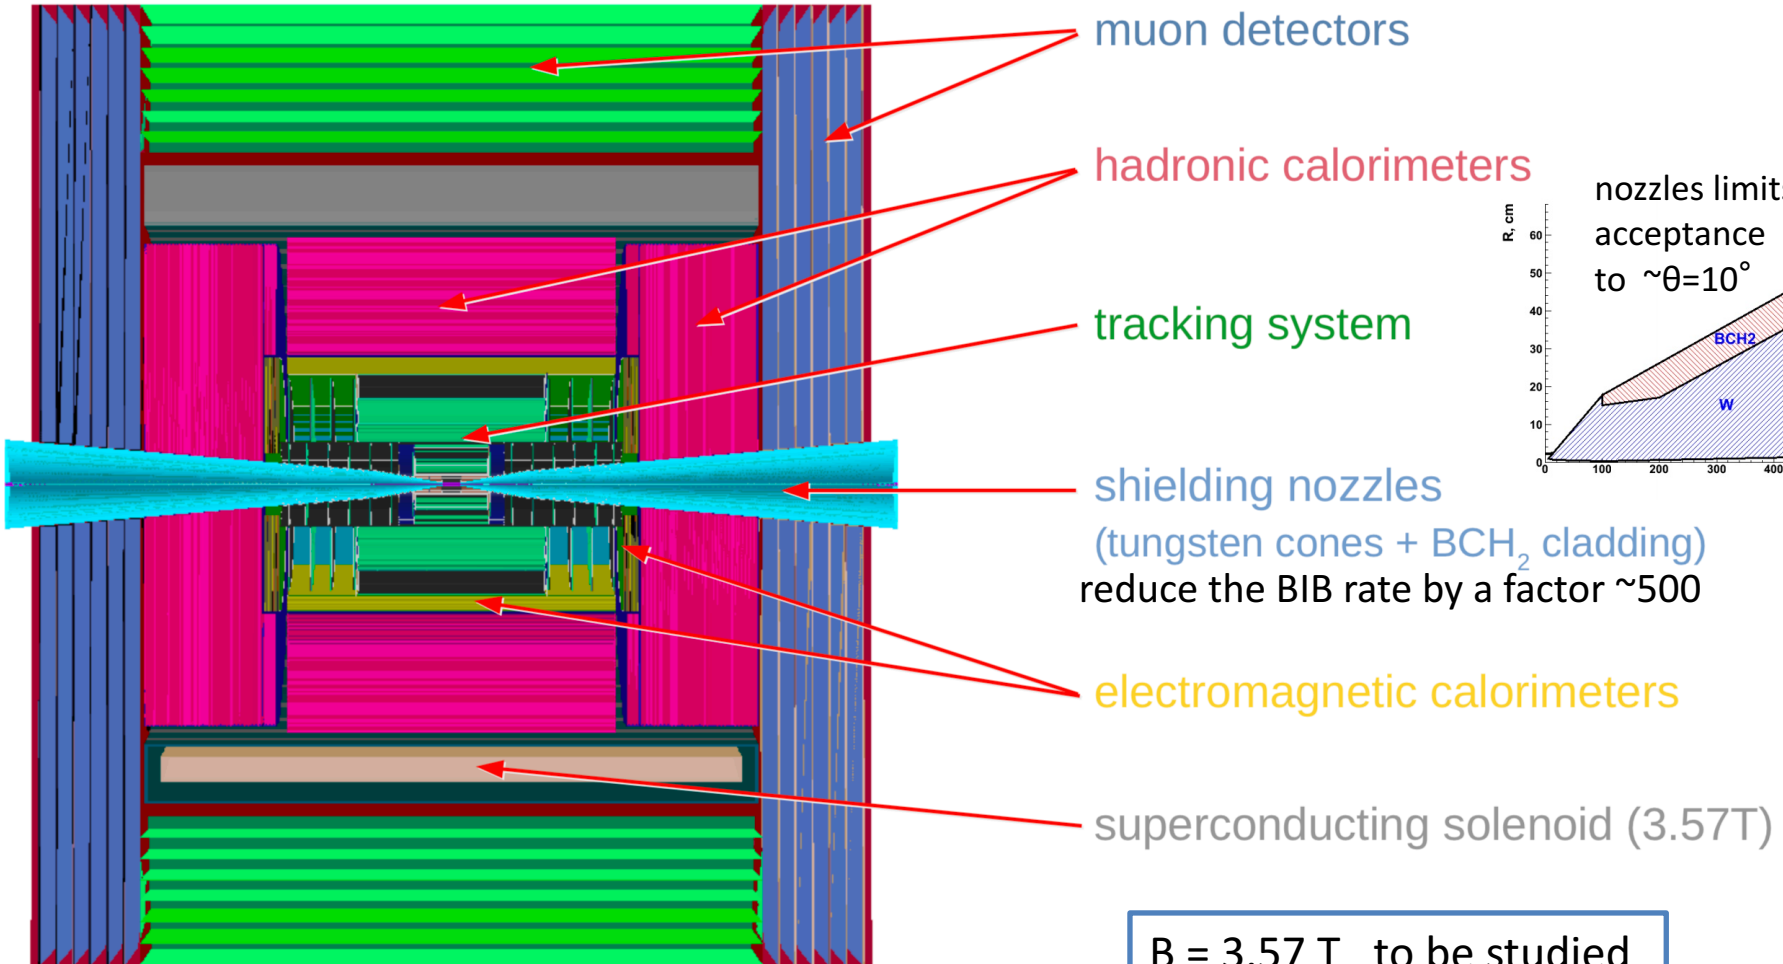 muon detectors
hadronic calorimeters
nozzles limits
acceptance
to ~θ=10°
R, cm
60
50
40
30
20
10
0
BCH2
W
0 100 200 300 400
tracking system
shielding nozzles
(tungsten cones + BCH₂ cladding)
reduce the BIB rate by a factor ~500
electromagnetic calorimeters
superconducting solenoid (3.57T)
B = 3.57 T to be studied